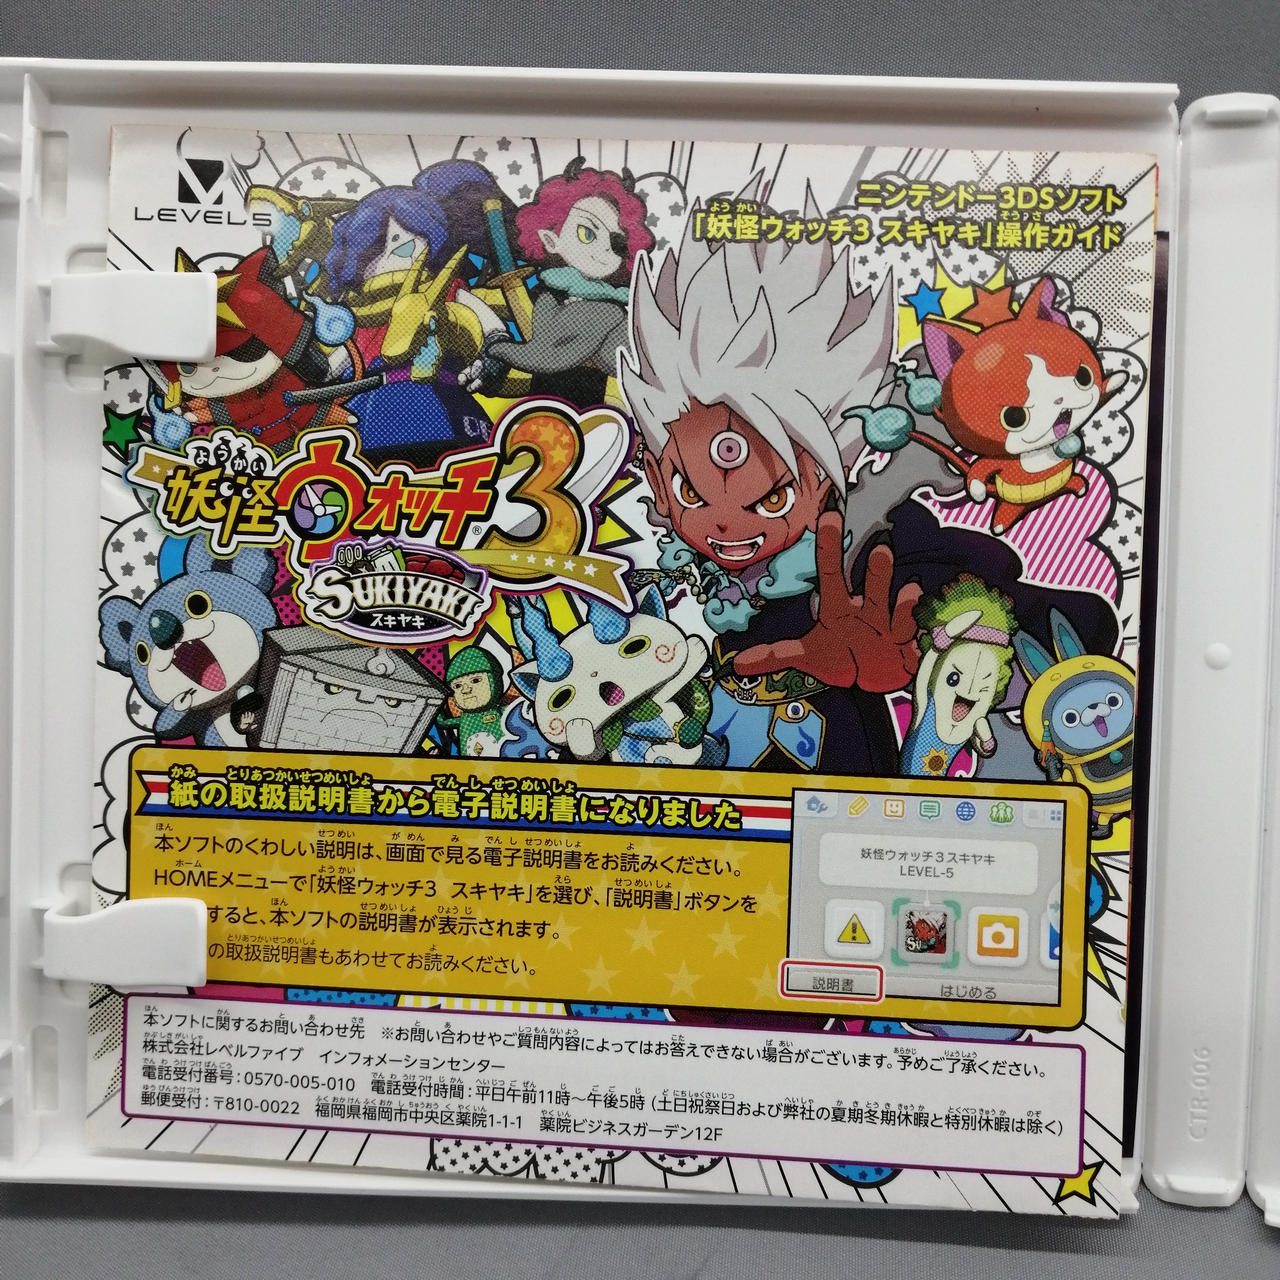 LEVEL5
ニンテンドー3DSソフト
「妖怪ウォッチ3 スキヤキ」操作ガイド
ようかい
妖怪ウォッチ3
SUKIYAKI
スキヤキ
紙の取扱説明書から電子説明書になりました
本ソフトのくわしい説明は、画面で見る電子説明書をお読みください。
HOMEメニューで「妖怪ウォッチ3 スキヤキ」を選び、「説明書」ボタンを
すると、本ソフトの説明書が表示されます。
の取扱説明書もあわせてお読みください。
妖怪ウォッチ3スキヤキ
LEVEL-5
説明書
はじめる
本ソフトに関するお問い合わせ先 ※お問い合わせやご質問内容によってはお答えできない場合がございます。予めご了承ください。
株式会社レベルファイブ インフォメーションセンター
電話受付番号:0570-005-010 電話受付時間:平日午前11時~午後5時(土日祝祭日および弊社の夏期冬期休暇と特別休暇は除く)
郵便受付:〒810-0022 福岡県福岡市中央区薬院1-1-1 薬院ビジネスガーデン12F
CTR-006